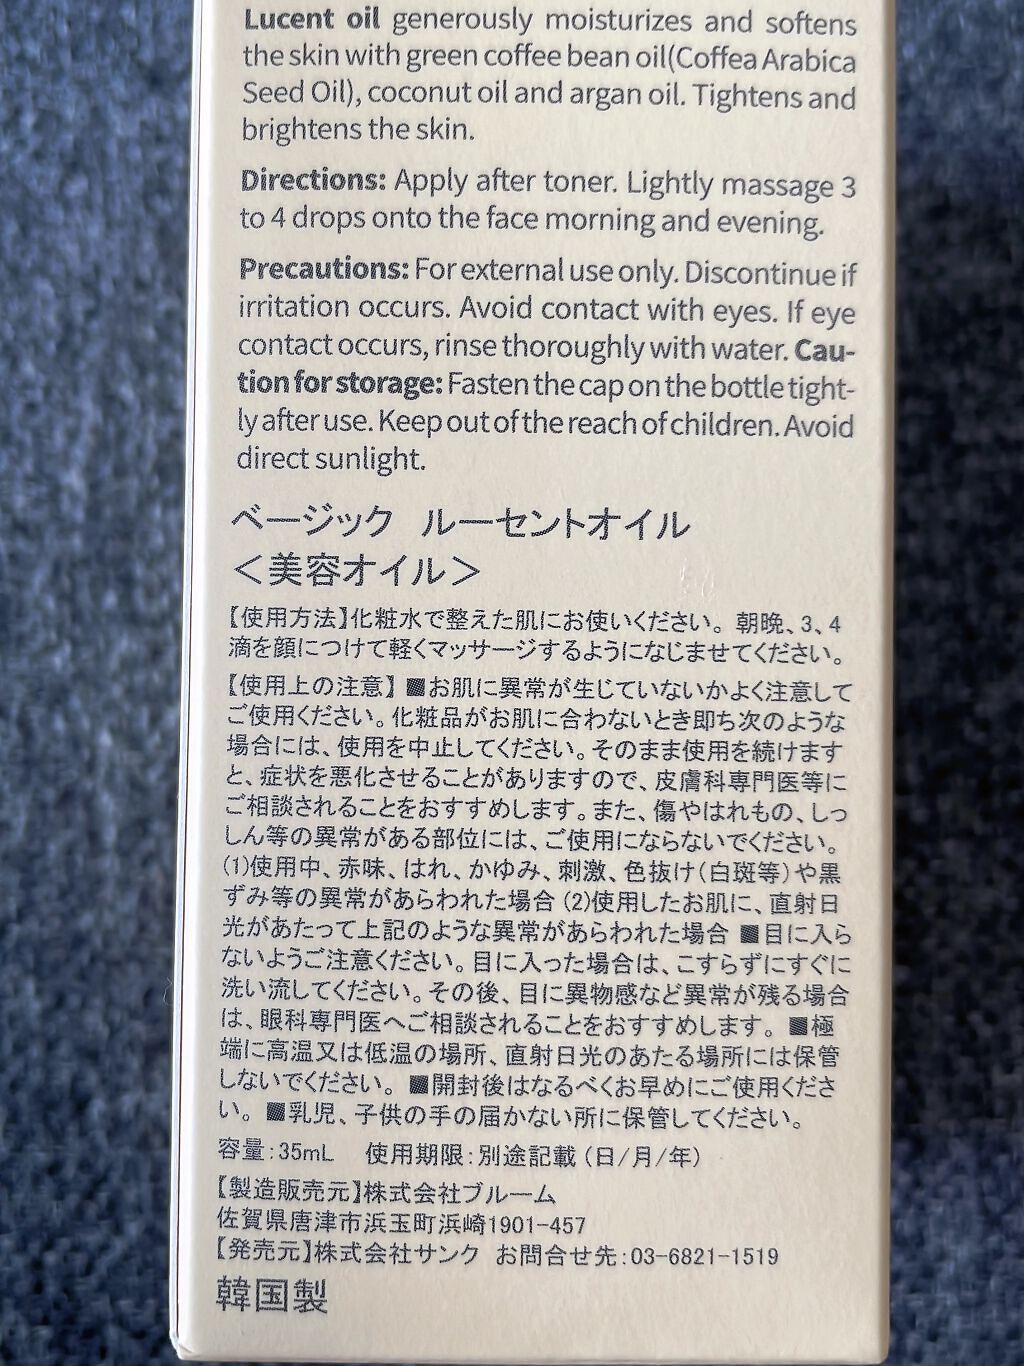 Lucent oil generously moisturizes and softens
the skin with green coffee bean oil(Coffea Arabica
Seed Oil), coconut oil and argan oil. Tightens and
brightens the skin.
Directions: Apply after toner. Lightly massage 3
to 4 drops onto the face morning and evening.
Precautions: For external use only. Discontinue if
irritation occurs. Avoid contact with eyes. If eye
contact occurs, rinse thoroughly with water. Cau-
tion for storage: Fasten the cap on the bottle tight-
ly after use. Keep out of the reach of children. Avoid
direct sunlight.
ベージック ルーセントオイル
＜美容オイル＞
【使用方法】化粧水で整えた肌にお使いください。朝晩、3、4
滴を顔につけて軽くマッサージするようになじませてください。
【使用上の注意】■お肌に異常が生じていないかよく注意して
ご使用ください。化粧品がお肌に合わないとき即ち次のような
場合には、使用を中止してください。そのまま使用を続けます
と、症状を悪化させることがありますので、皮膚科専門医等に
ご相談されることをおすすめします。また、傷やはれもの、しっ
しん等の異常がある部位には、ご使用にならないでください。
(1)使用中、赤味、はれ、かゆみ、刺激、色抜け(白斑等)や黒
ずみ等の異常があらわれた場合 (2)使用したお肌に、直射日
光があたって上記のような異常があらわれた場合 ■目に入ら
ないようご注意ください。目に入った場合は、こすらずにすぐに
洗い流してください。その後、目に異物感など異常が残る場合
は、眼科専門医へご相談されることをおすすめします。■極
端に高温又は低温の場所、直射日光のあたる場所には保管
しないでください。■開封後はなるべくお早めにご使用くださ
い。■乳児、子供の手の届かない所に保管してください。
容量:35mL 使用期限:別途記載 (日/月/年)
【製造販売元】株式会社ブルーム
佐賀県唐津市浜玉町浜崎1901-457
【発売元】株式会社サンク お問合せ先:03-6821-1519
韓国製